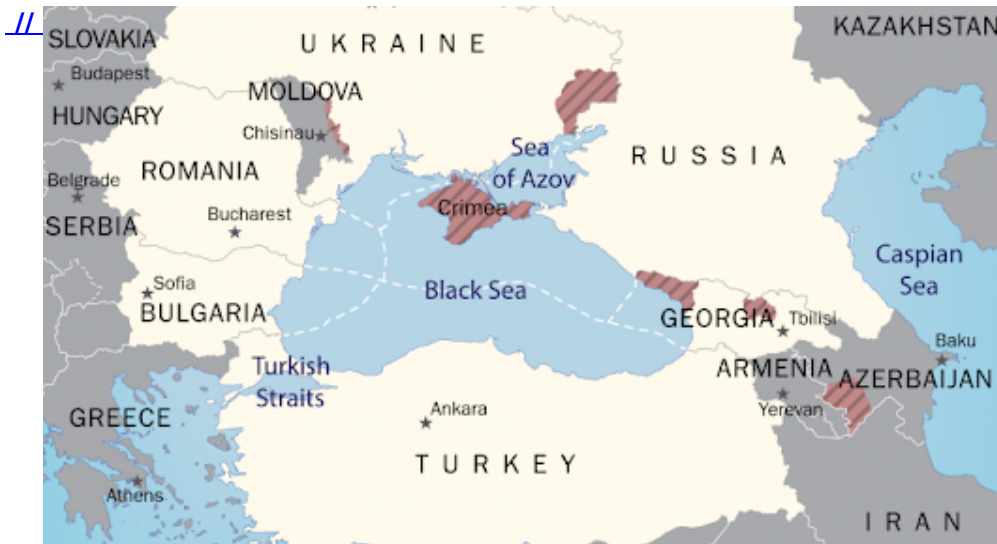 //
SLOVAKIA
UKRAINE
KAZAKHSTAN
Budapest
HUNGARY
MOLDOVA
Chisinau
Sea
of Azov
RUSSIA
ROMANIA
Belgrade
SERBIA
Bucharest
Crimea
Caspian
Sea
Sofia
BULGARIA
Black Sea
GEORGIA
Tbilisi
Turkish
Straits
ARMENIA
Baku
AZERBAIJAN
GREECE
Ankara
Yerevan
TURKEY
Athens
IRAN